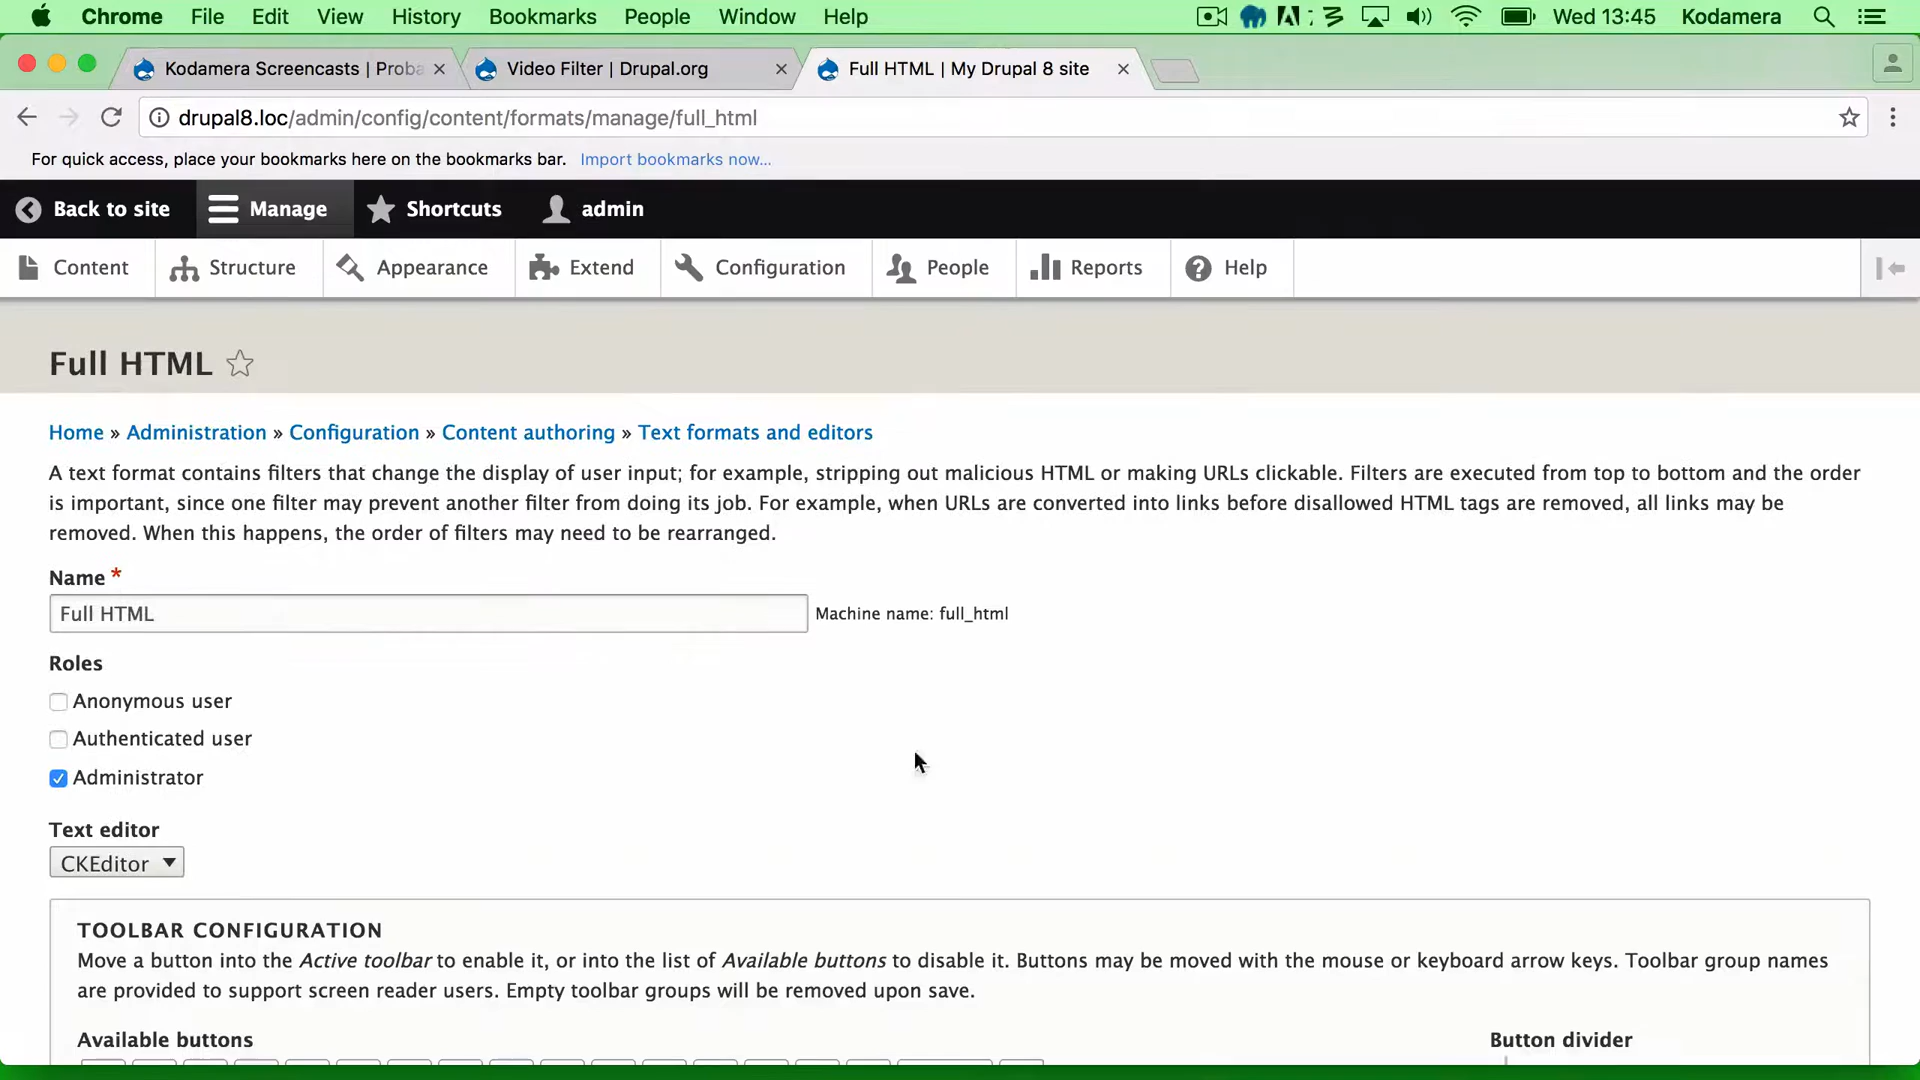 Chrome File Edit View History Bookmarks People Window Help Wed 13:45 Kodamera
Kodamera Screencasts | Proba Video Filter | Drupal.org Full HTML | My Drupal 8 site
drupal8.loc/admin/config/content/formats/manage/full_html
For quick access, place your bookmarks here on the bookmarks bar. Import bookmarks now...
Back to site Manage Shortcuts admin
Content Structure Appearance Extend Configuration People Reports Help
Full HTML
Home » Administration » Configuration » Content authoring » Text formats and editors
A text format contains filters that change the display of user input; for example, stripping out malicious HTML or making URLs clickable. Filters are executed from top to bottom and the order
is important, since one filter may prevent another filter from doing its job. For example, when URLs are converted into links before disallowed HTML tags are removed, all links may be
removed. When this happens, the order of filters may need to be rearranged.
Name *
Full HTML Machine name: full_html
Roles
Anonymous user
Authenticated user
Administrator
Text editor
CKEditor
TOOLBAR CONFIGURATION
Move a button into the Active toolbar to enable it, or into the list of Available buttons to disable it. Buttons may be moved with the mouse or keyboard arrow keys. Toolbar group names
are provided to support screen reader users. Empty toolbar groups will be removed upon save.
Available buttons Button divider